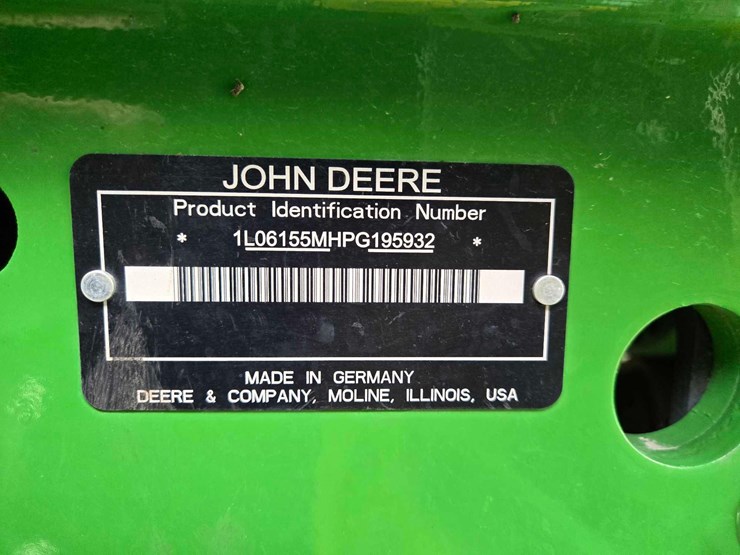 JOHN DEERE
Product Identification Number
* 1L06155MHPG195932 *
MADE IN GERMANY
DEERE & COMPANY, MOLINE, ILLINOIS, USA